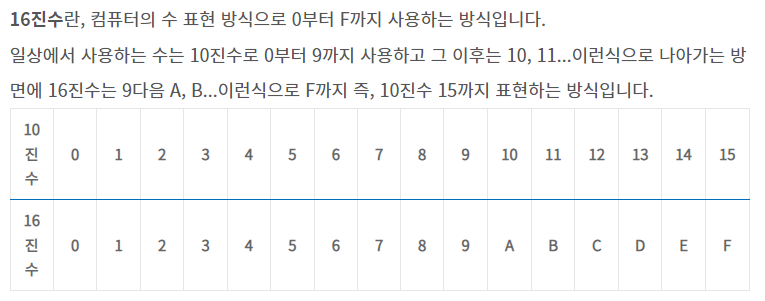 16진수란, 컴퓨터의 수 표현 방식으로 0부터 F까지 사용하는 방식입니다.
일상에서 사용하는 수는 10진수로 0부터 9까지 사용하고 그 이후는 10, 11...이런식으로 나아가는 방
면에 16진수는 9다음 A, B...이런식으로 F까지 즉, 10진수 15까지 표현하는 방식입니다.
10진수 0 1 2 3 4 5 6 7 8 9 10 11 12 13 14 15
16진수 0 1 2 3 4 5 6 7 8 9 A B C D E F